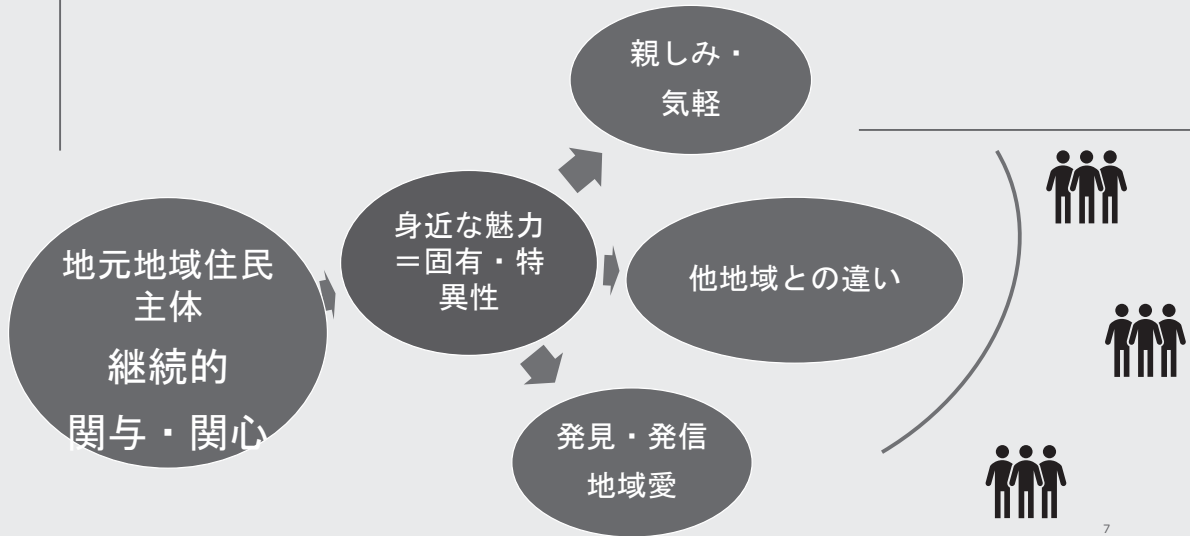 地元地域住民
主体
継続的
関与・関心
身近な魅力
＝固有・特
異性
親しみ・
気軽
他地域との違い
発見・発信
地域愛
7